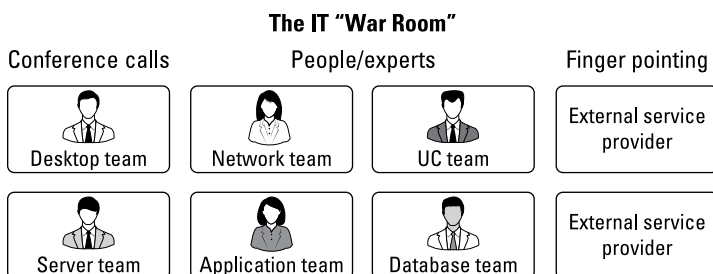 The IT “War Room”
Conference calls
People/experts
Finger pointing
Desktop team
Network team
UC team
External service
provider
Server team
Application team
Database team
External service
provider